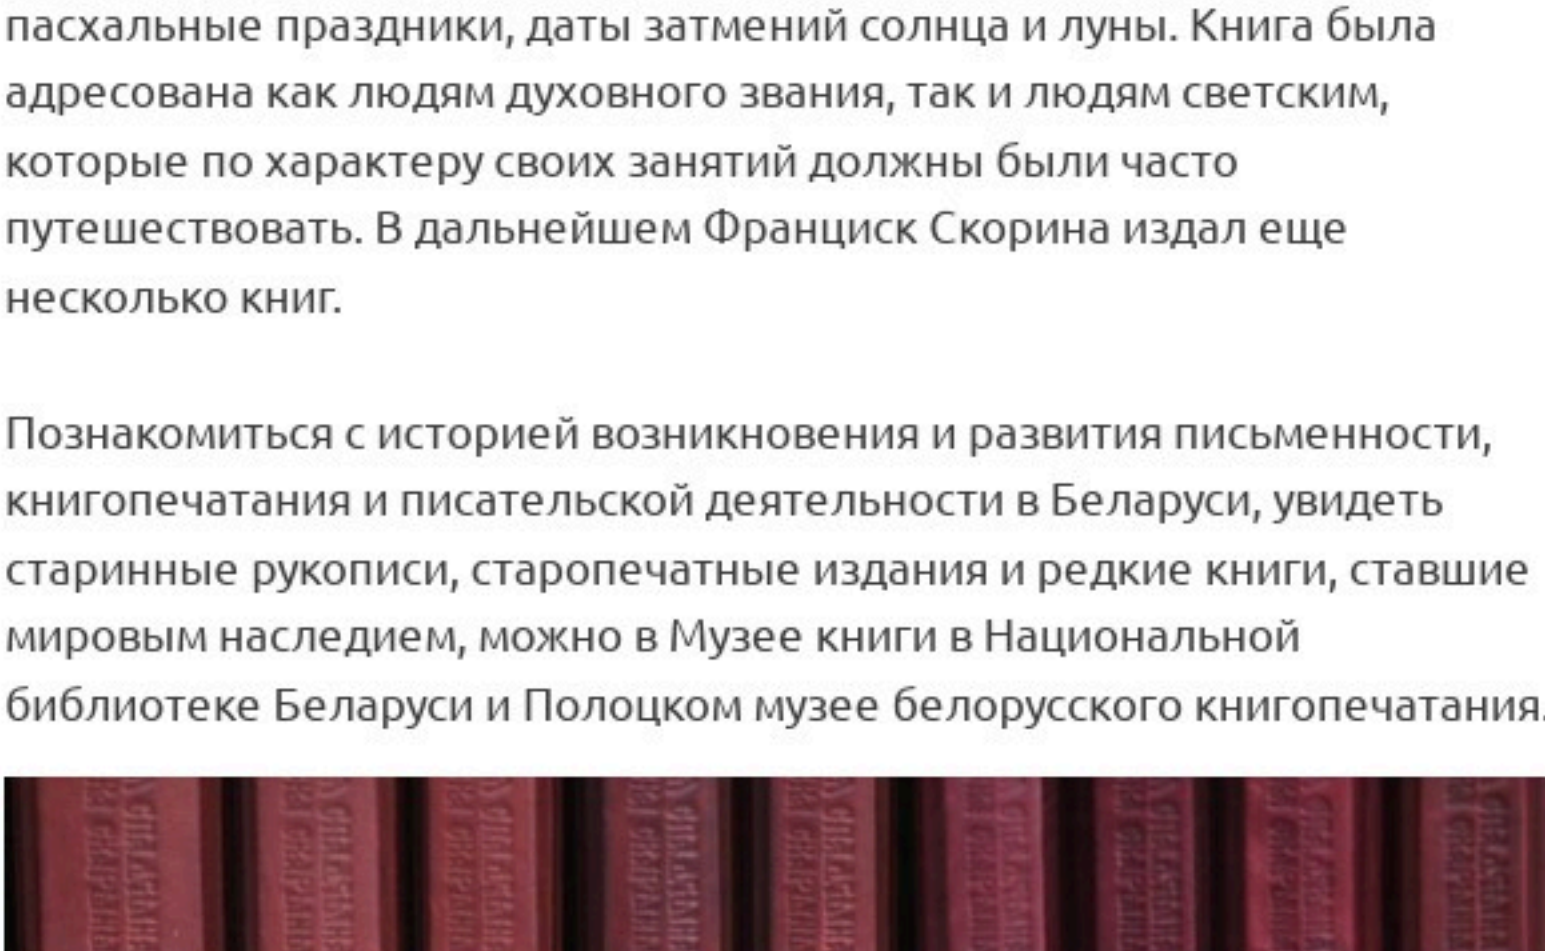 пасхальные праздники, даты затмений солнца и луны. Книга была
адресована как людям духовного звания, так и людям светским,
которые по характеру своих занятий должны были часто
путешествовать. В дальнейшем Франциск Скорина издал еще
несколько книг.
Познакомиться с историей возникновения и развития письменности,
книгопечатания и писательской деятельности в Беларуси, увидеть
старинные рукописи, старопечатные издания и редкие книги, ставшие
мировым наследием, можно в Музее книги в Национальной
библиотеке Беларуси и Полоцком музее белорусского книгопечатания.